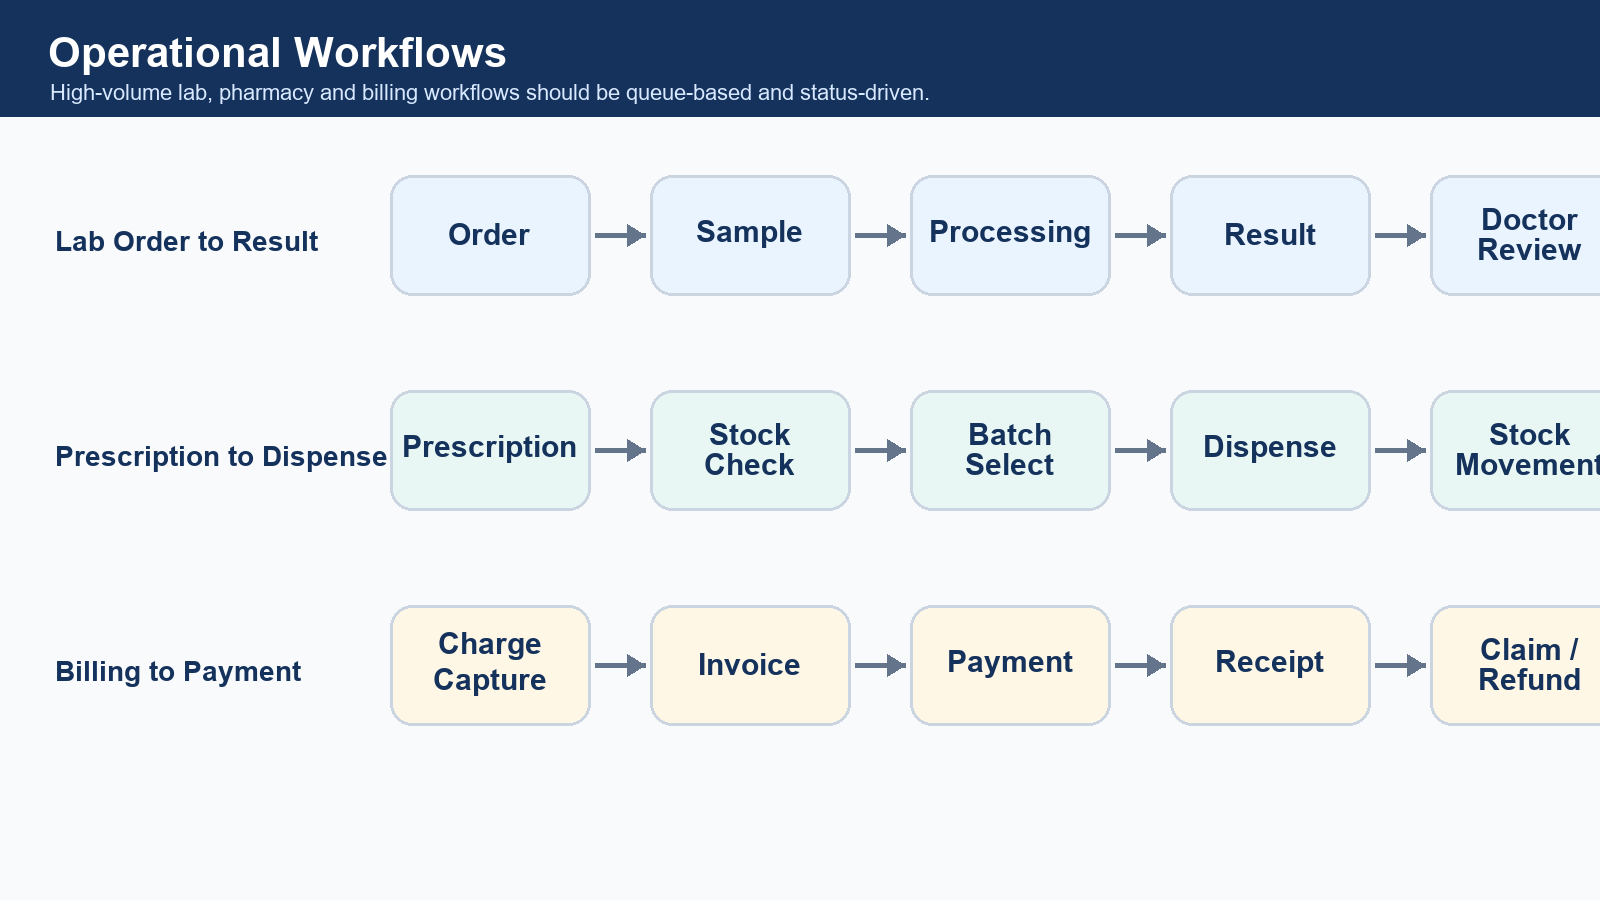 Operational Workflows
High-volume lab, pharmacy and billing workflows should be queue-based and status-driven.
Lab Order to Result
Order
Sample
Processing
Result
Doctor
Review
Prescription to Dispense
Prescription
Stock
Check
Batch
Select
Dispense
Stock
Movement
Billing to Payment
Charge
Capture
Invoice
Payment
Receipt
Claim /
Refund